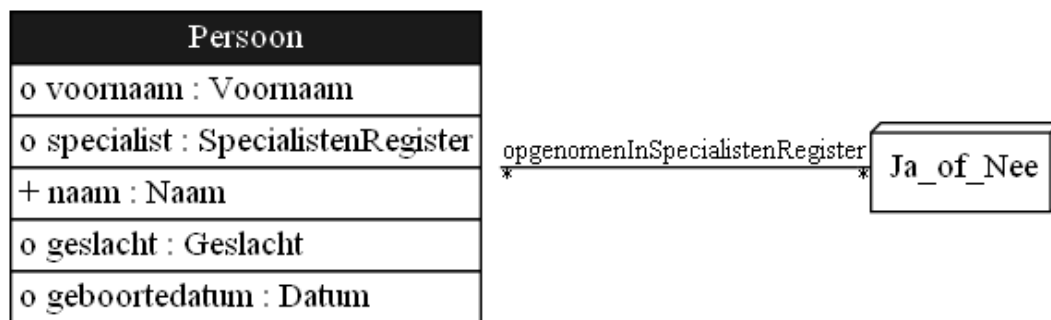 Persoon
o voornaam : Voornaam
o specialist : SpecialistenRegister
+ naam : Naam
o geslacht : Geslacht
o geboortedatum : Datum
opgenomenInSpecialistenRegister
* *
Ja_of_Nee